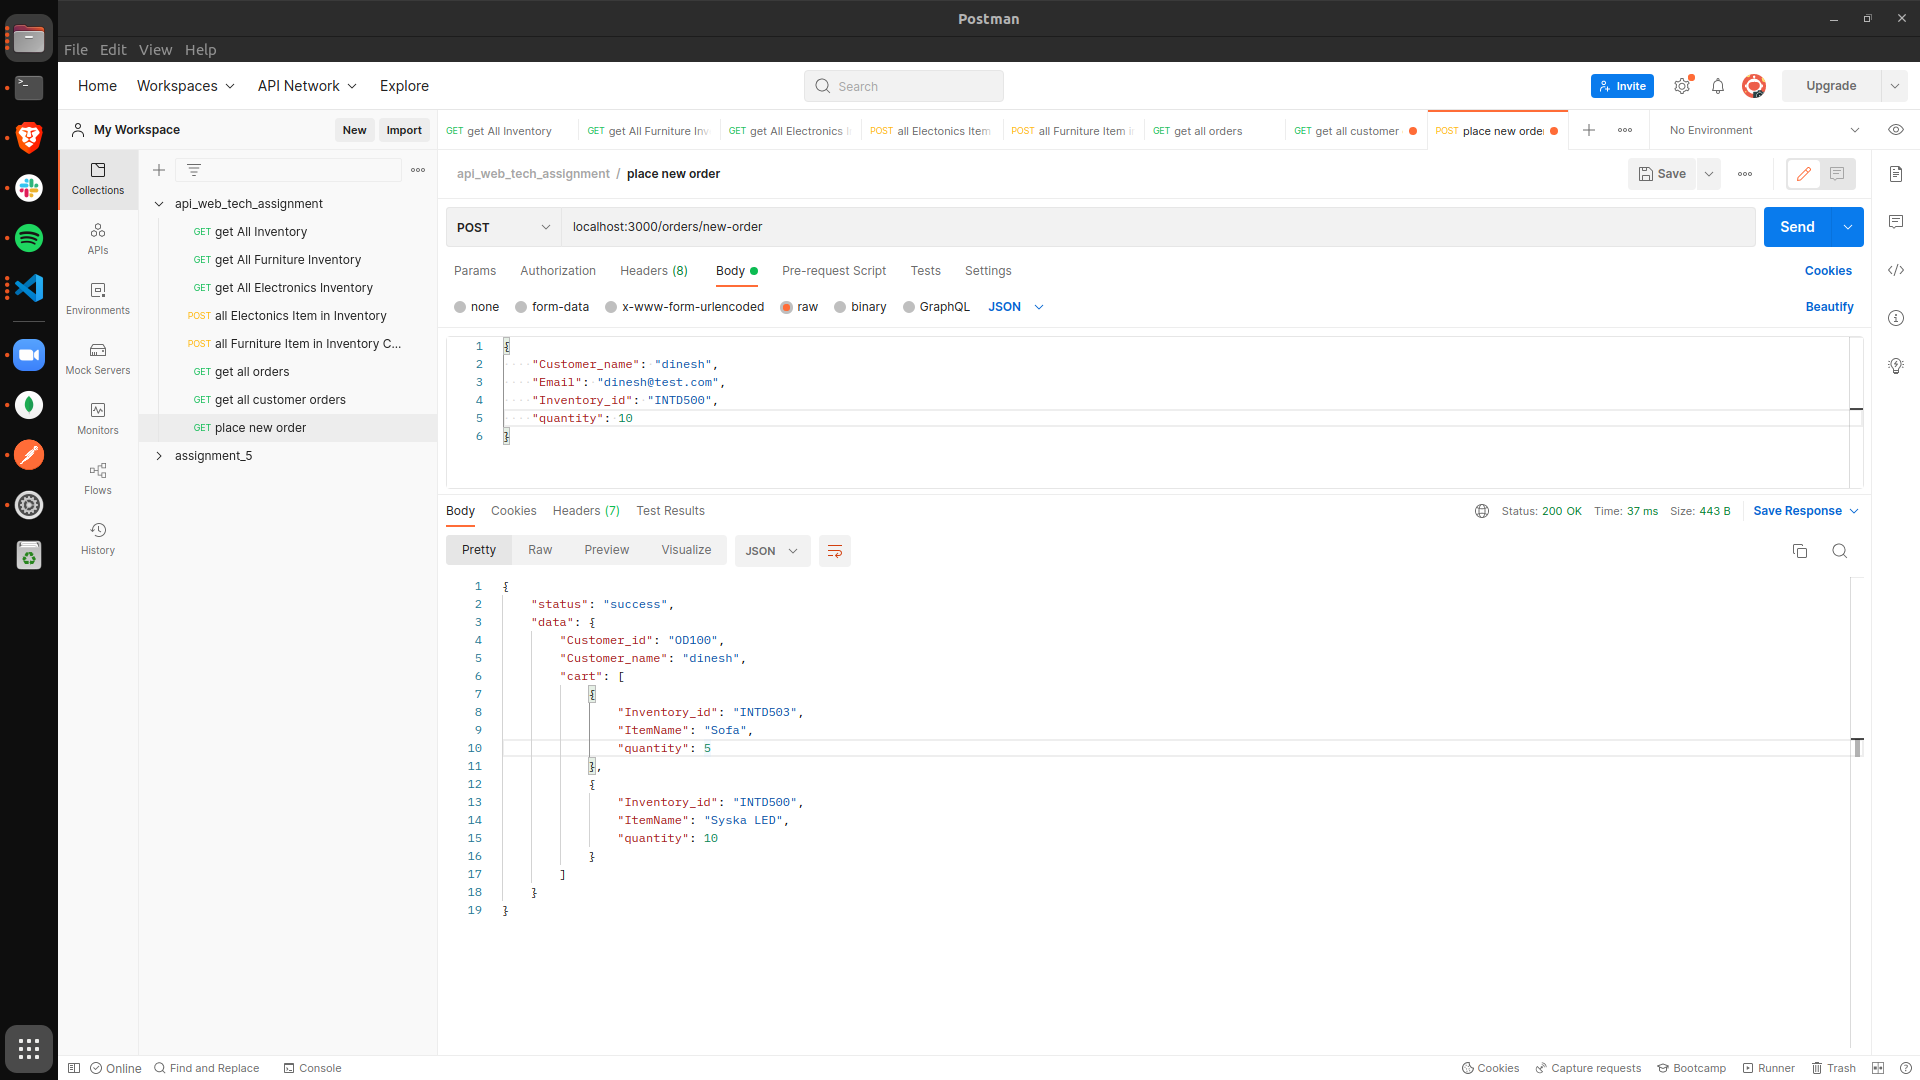 Postman
File Edit View Help
Home Workspaces API Network Explore Search Invite Upgrade
My Workspace New Import
GET get All Inventory GET get All Furniture Inv GET get All Electronics POST all Electonics Item POST all Furniture Item GET get all orders GET get all customer POST place new order No Environment
Collections
APIs
Environments
Mock Servers
Monitors
Flows
History
api_web_tech_assignment
GET get All Inventory
GET get All Furniture Inventory
GET get All Electronics Inventory
POST all Electonics Item in Inventory
POST all Furniture Item in Inventory C...
GET get all orders
GET get all customer orders
GET place new order
assignment_5
api_web_tech_assignment / place new order Save
POST localhost:3000/orders/new-order Send
Params Authorization Headers (8) Body Pre-request Script Tests Settings Cookies
none form-data x-www-form-urlencoded raw binary GraphQL JSON Beautify
1 {
2 "Customer_name": "dinesh",
3 "Email": "dinesh@test.com",
4 "Inventory_id": "INTD500",
5 "quantity": 10
6 }
Body Cookies Headers (7) Test Results Status: 200 OK Time: 37 ms Size: 443 B Save Response
Pretty Raw Preview Visualize JSON
1 {
2 "status": "success",
3 "data": {
4 "Customer_id": "OD100",
5 "Customer_name": "dinesh",
6 "cart": [
7 {
8 "Inventory_id": "INTD503",
9 "ItemName": "Sofa",
10 "quantity": 5
11 },
12 {
13 "Inventory_id": "INTD500",
14 "ItemName": "Syska LED",
15 "quantity": 10
16 }
17 ]
18 }
19 }
Online Find and Replace Console Cookies Capture requests Bootcamp Runner Trash